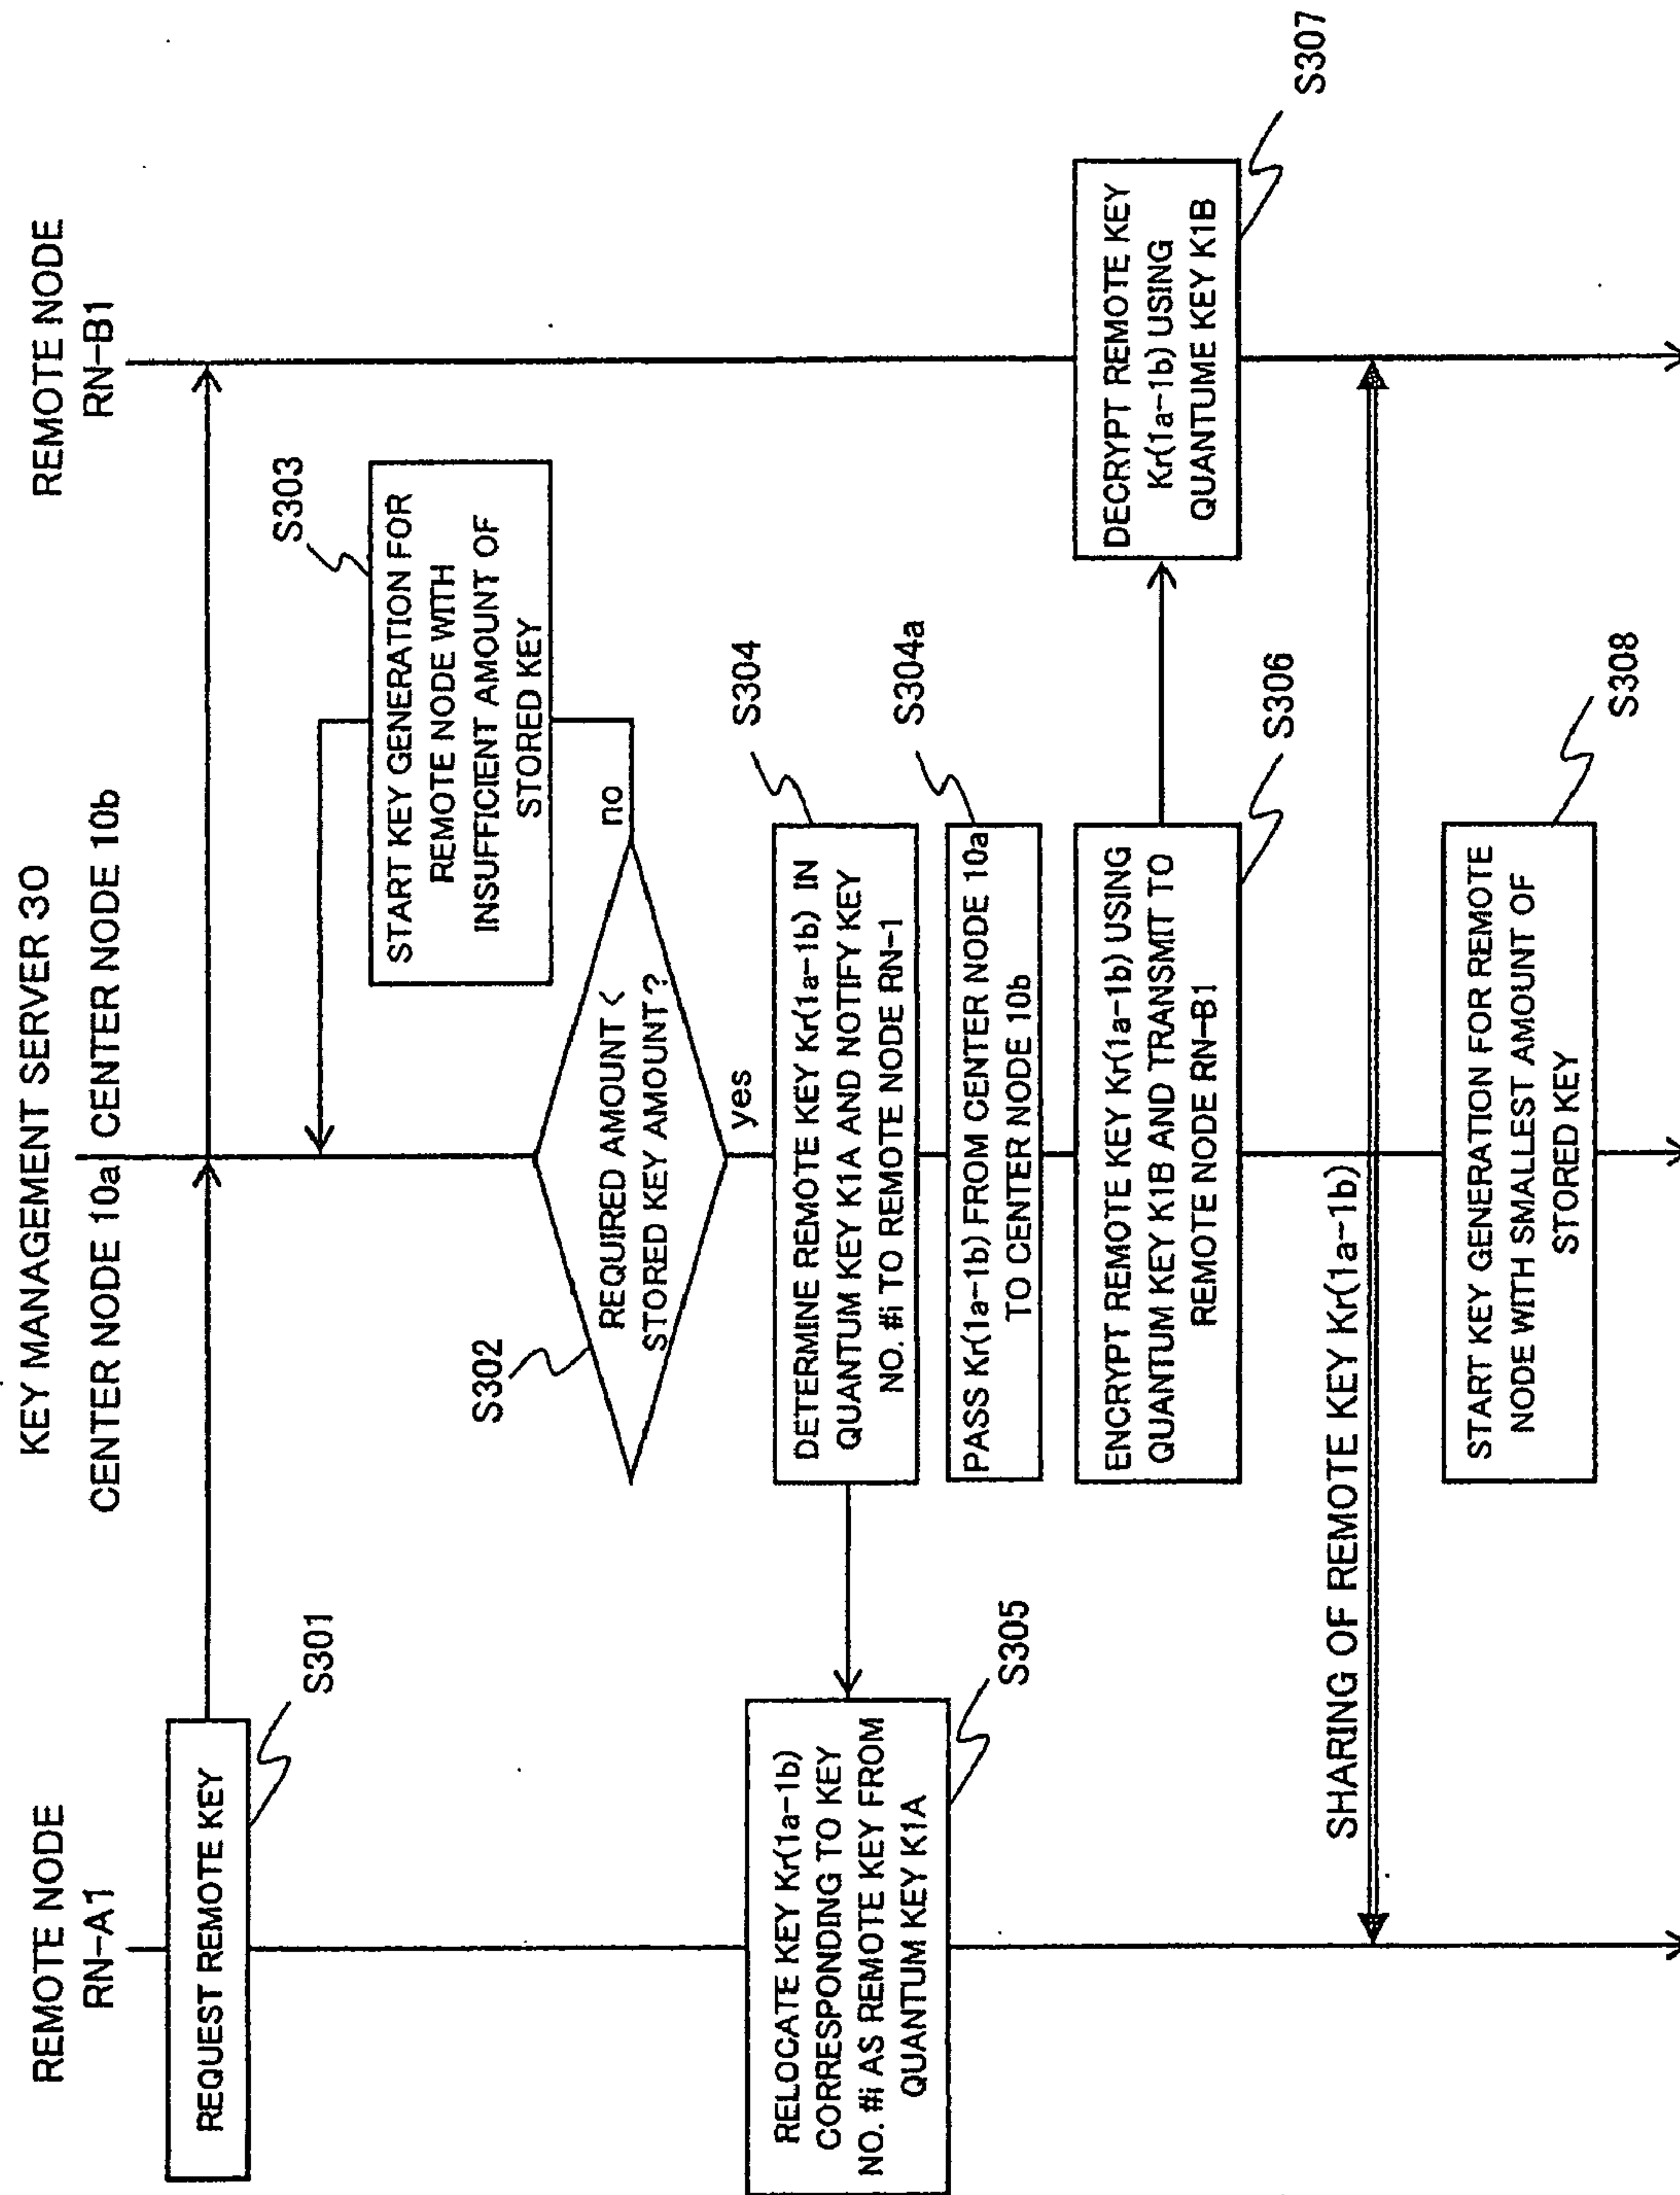 REMOTE NODE
RN-A1
KEY MANAGEMENT SERVER 30
CENTER NODE 10a CENTER NODE 10b
REMOTE NODE
RN-B1
REQUEST REMOTE KEY
S301
START KEY GENERATION FOR
REMOTE NODE WITH
INSUFFICIENT AMOUNT OF
STORED KEY
S303
REQUIRED AMOUNT <
STORED KEY AMOUNT?
S302
no
yes
DETERMINE REMOTE KEY Kr(1a-1b) IN
QUANTUM KEY K1A AND NOTIFY KEY
NO. #i TO REMOTE NODE RN-1
S304
PASS Kr(1a-1b) FROM CENTER NODE 10a
TO CENTER NODE 10b
S304a
RELOCATE KEY Kr(1a-1b)
CORRESPONDING TO KEY
NO. #i AS REMOTE KEY FROM
QUANTUM KEY K1A
S305
ENCRYPT REMOTE KEY Kr(1a-1b) USING
QUANTUM KEY K1B AND TRANSMIT TO
REMOTE NODE RN-B1
S306
DECRYPT REMOTE KEY
Kr(1a-1b) USING
QUANTUME KEY K1B
S307
SHARING OF REMOTE KEY Kr(1a-1b)
START KEY GENERATION FOR REMOTE
NODE WITH SMALLEST AMOUNT OF
STORED KEY
S308